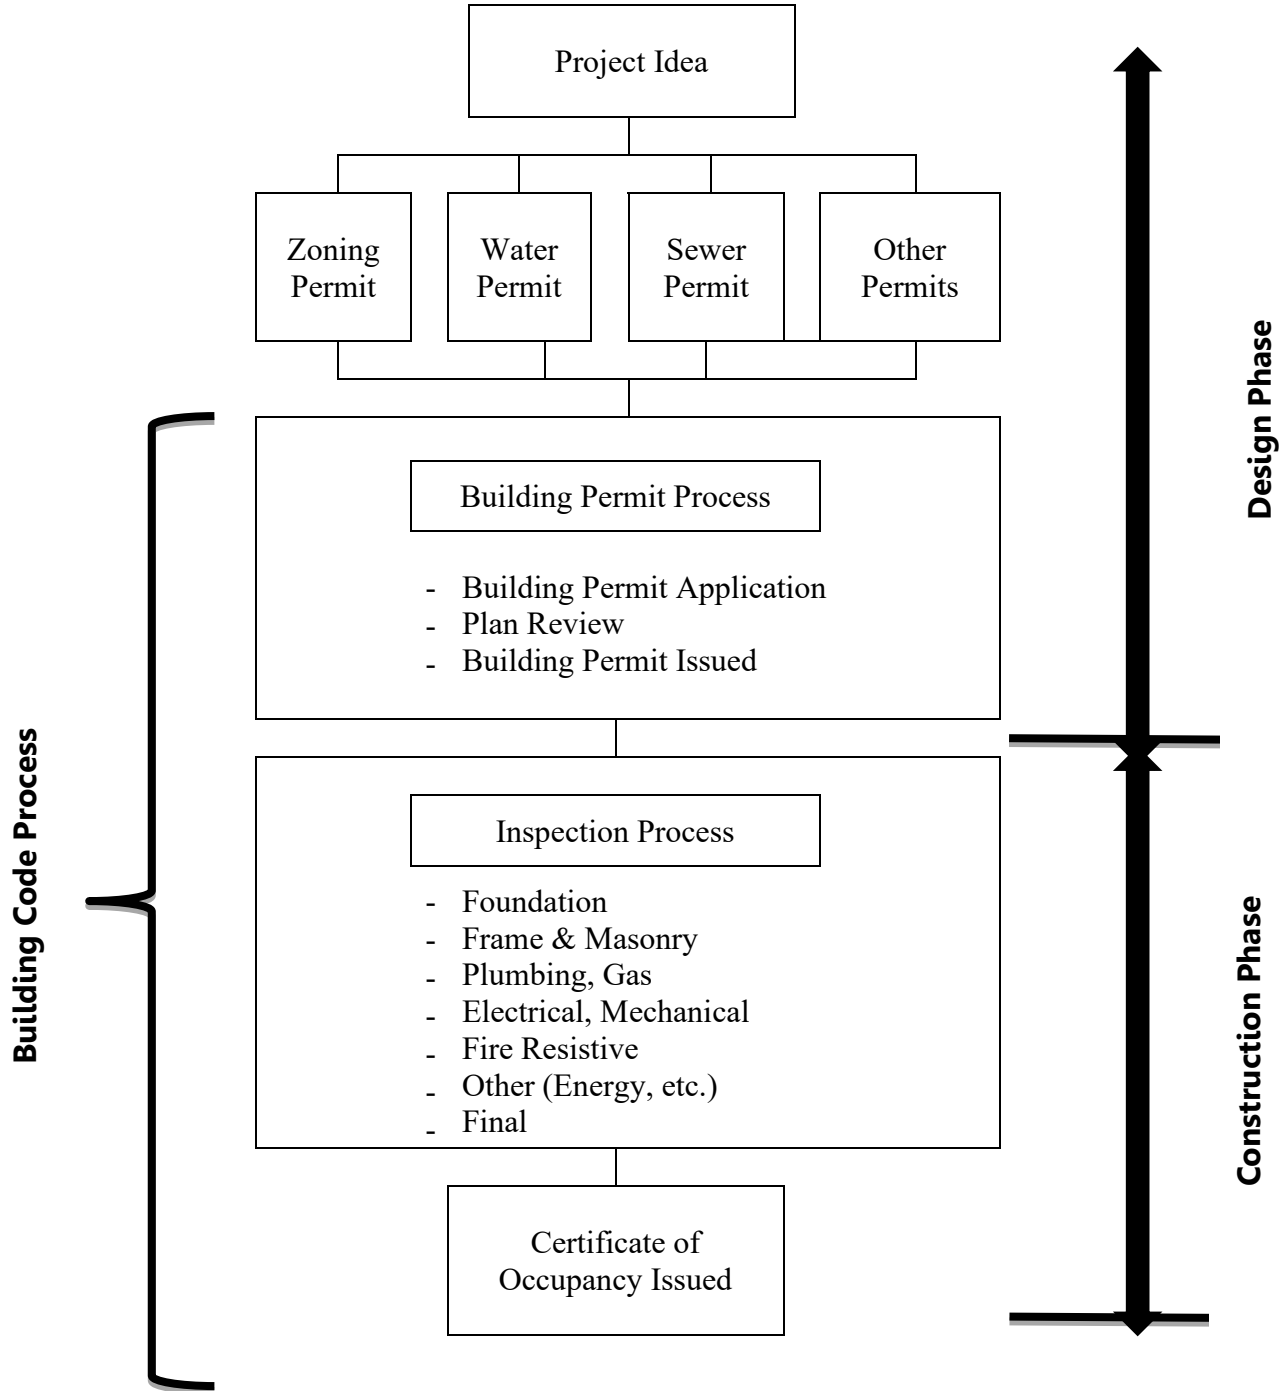 Project Idea
Zoning
Permit
Water
Permit
Sewer
Permit
Other
Permits
Building Permit Process
- Building Permit Application
- Plan Review
- Building Permit Issued
Inspection Process
- Foundation
- Frame & Masonry
- Plumbing, Gas
- Electrical, Mechanical
- Fire Resistive
- Other (Energy, etc.)
- Final
Certificate of
Occupancy Issued
Building Code Process
Design Phase
Construction Phase